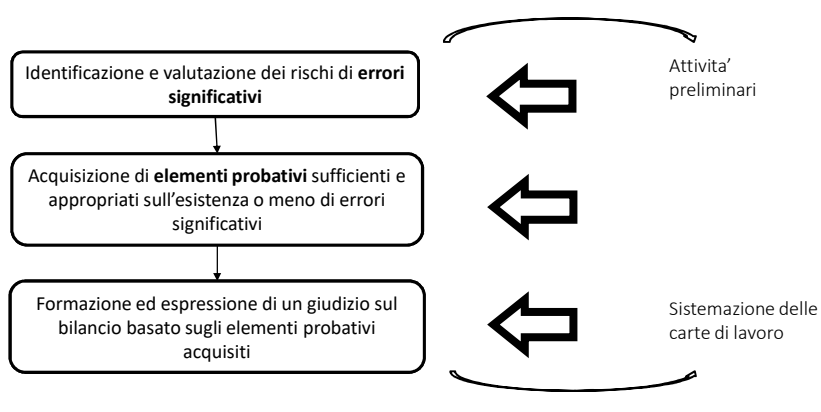 Identificazione e valutazione dei rischi di errori
significativi
Attivita’
preliminari
Acquisizione di elementi probativi sufficienti e
appropriati sull’esistenza o meno di errori
significativi
Formazione ed espressione di un giudizio sul
bilancio basato sugli elementi probativi
acquisiti
Sistemazione delle
carte di lavoro